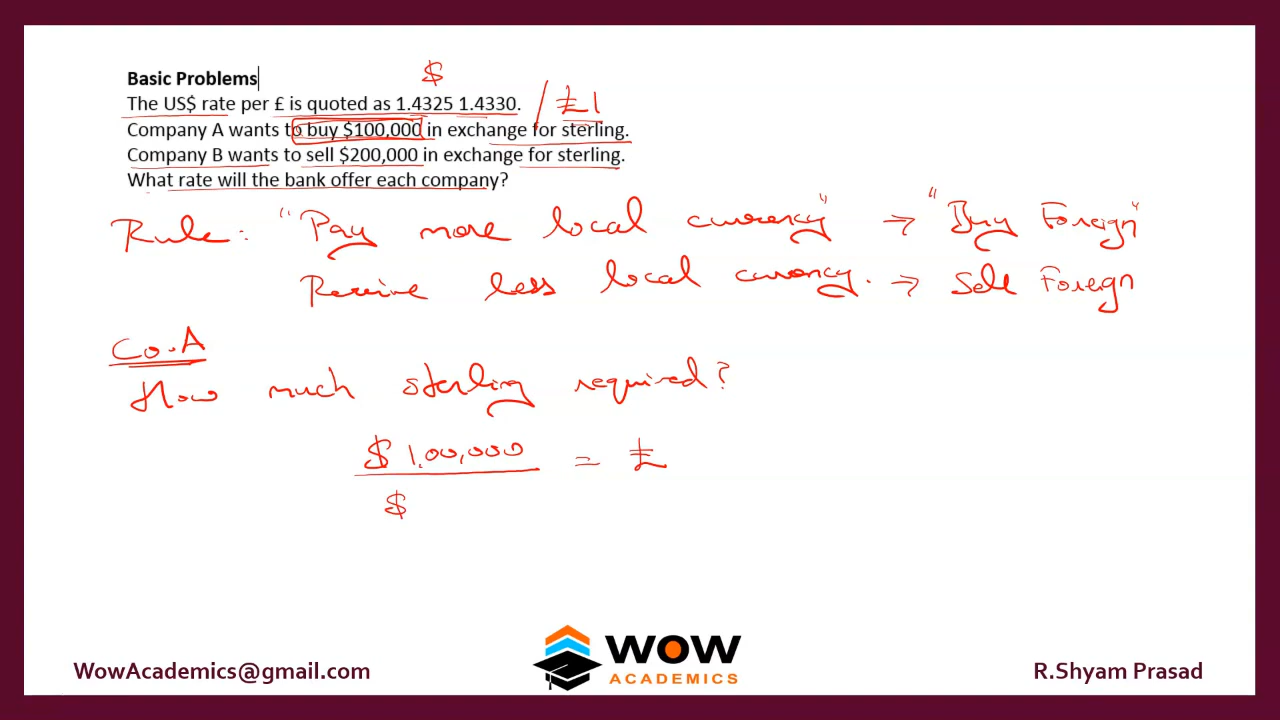 $
Basic Problems
The US$ rate per £ is quoted as 1.4325 1.4330. / £1
Company A wants to buy $100,000 in exchange for sterling.
Company B wants to sell $200,000 in exchange for sterling.
What rate will the bank offer each company?
Rule: "Pay more local currency" → "Buy Foreign"
Receive less local currency. → Sell Foreign
Co.A
How much sterling required?
$ 1,00,000 = £
$
WOW
ACADEMICS
WowAcademics@gmail.com
R.Shyam Prasad